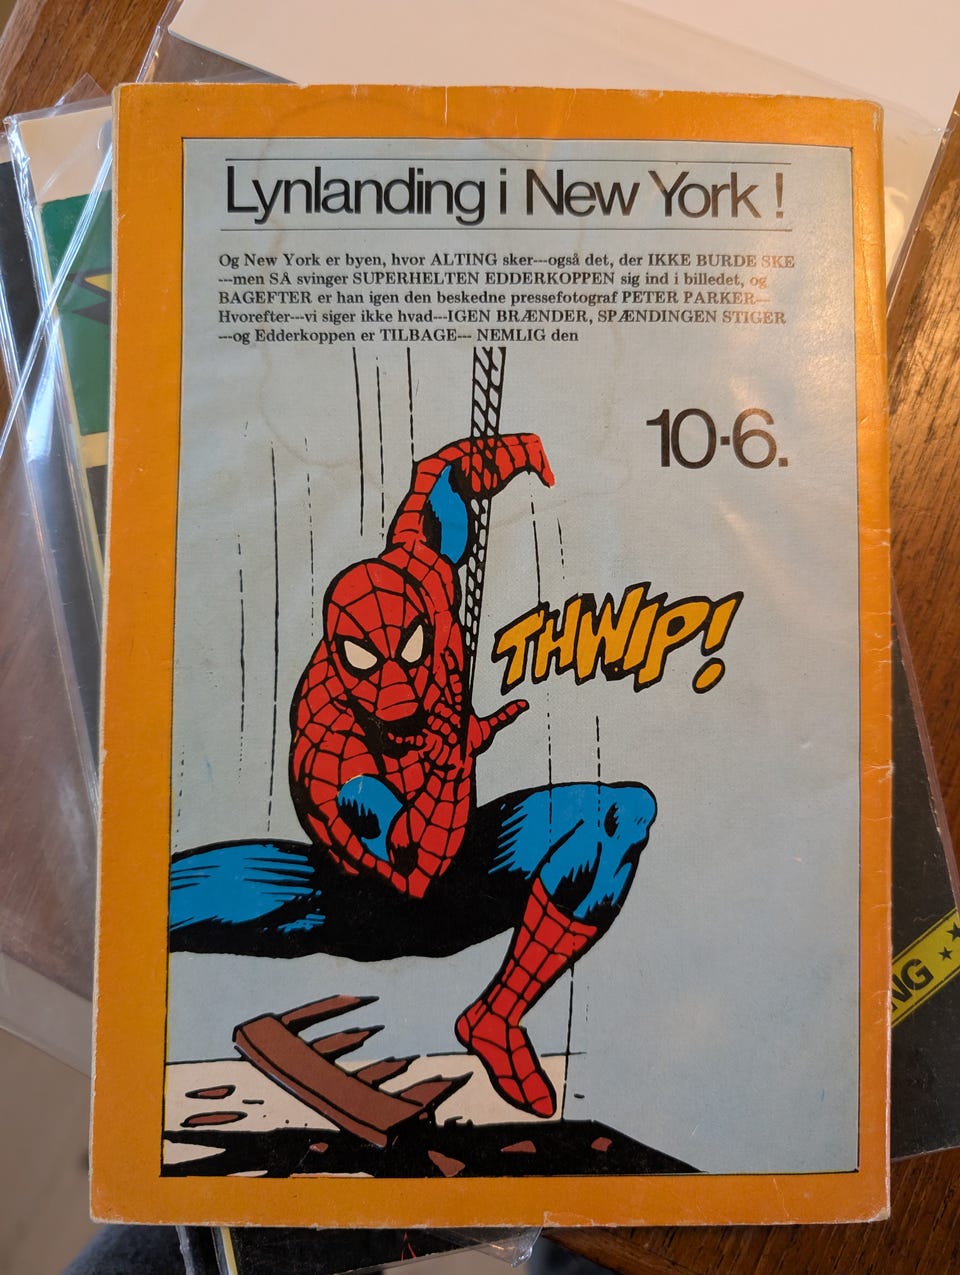 Lynlanding i New York !
Og New York er byen, hvor ALTING sker---også det, der IKKE BURDE SKE
---men SÅ svinger SUPERHELTEN EDDERKOPPEN sig ind i billedet, og
BAGEFTER er han igen den beskedne pressefotograf PETER PARKER---
Hvorefter---vi siger ikke hvad---IGEN BRÆNDER, SPÆNDINGEN STIGER
---og Edderkoppen er TILBAGE--- NEMLIG den
10·6.
THWIP!
NG